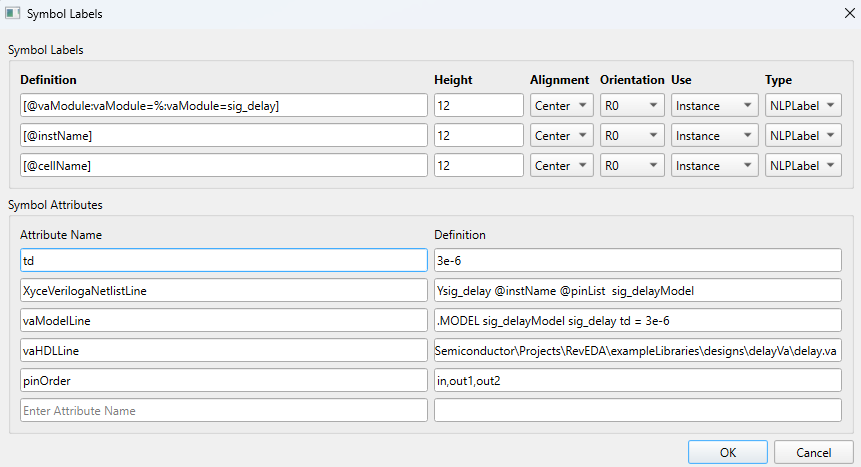 Symbol Labels
Symbol Labels
Definition Height Alignment Orientation Use Type
[@vaModule:vaModule=%:vaModule=sig_delay] 12 Center R0 Instance NLPLabel
[@instName] 12 Center R0 Instance NLPLabel
[@cellName] 12 Center R0 Instance NLPLabel
Symbol Attributes
Attribute Name Definition
td 3e-6
XyceVerilogaNetlistLine Ysig_delay @instName @pinList sig_delayModel
vaModelLine .MODEL sig_delayModel sig_delay td = 3e-6
vaHDLLine Semiconductor\Projects\RevEDA\exampleLibraries\designs\delayVa\delay.va
pinOrder in,out1,out2
Enter Attribute Name
OK Cancel